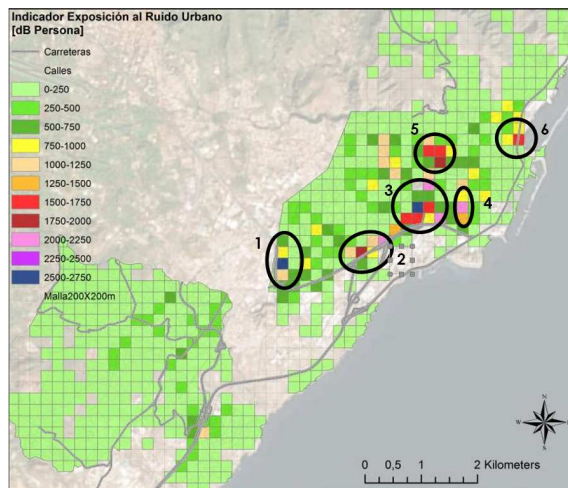 Indicador Exposición al Ruido Urbano
[dB Persona]
Carreteras
Calles
0-250
250-500
500-750
750-1000
1000-1250
1250-1500
1500-1750
1750-2000
2000-2250
2250-2500
2500-2750
Malla200X200m
5
6
3
4
1
2
N
W
E
S
0 0,5 1 2 Kilometers